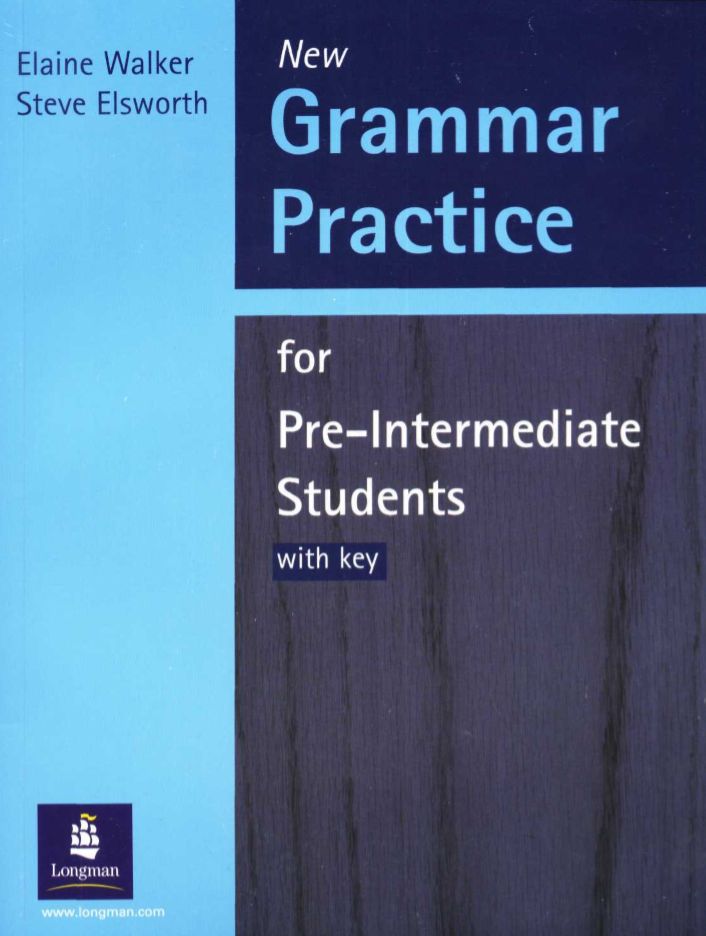 Elaine Walker
Steve Elsworth
New
Grammar
Practice
for
Pre-Intermediate
Students
with key
Longman
www.longman.com